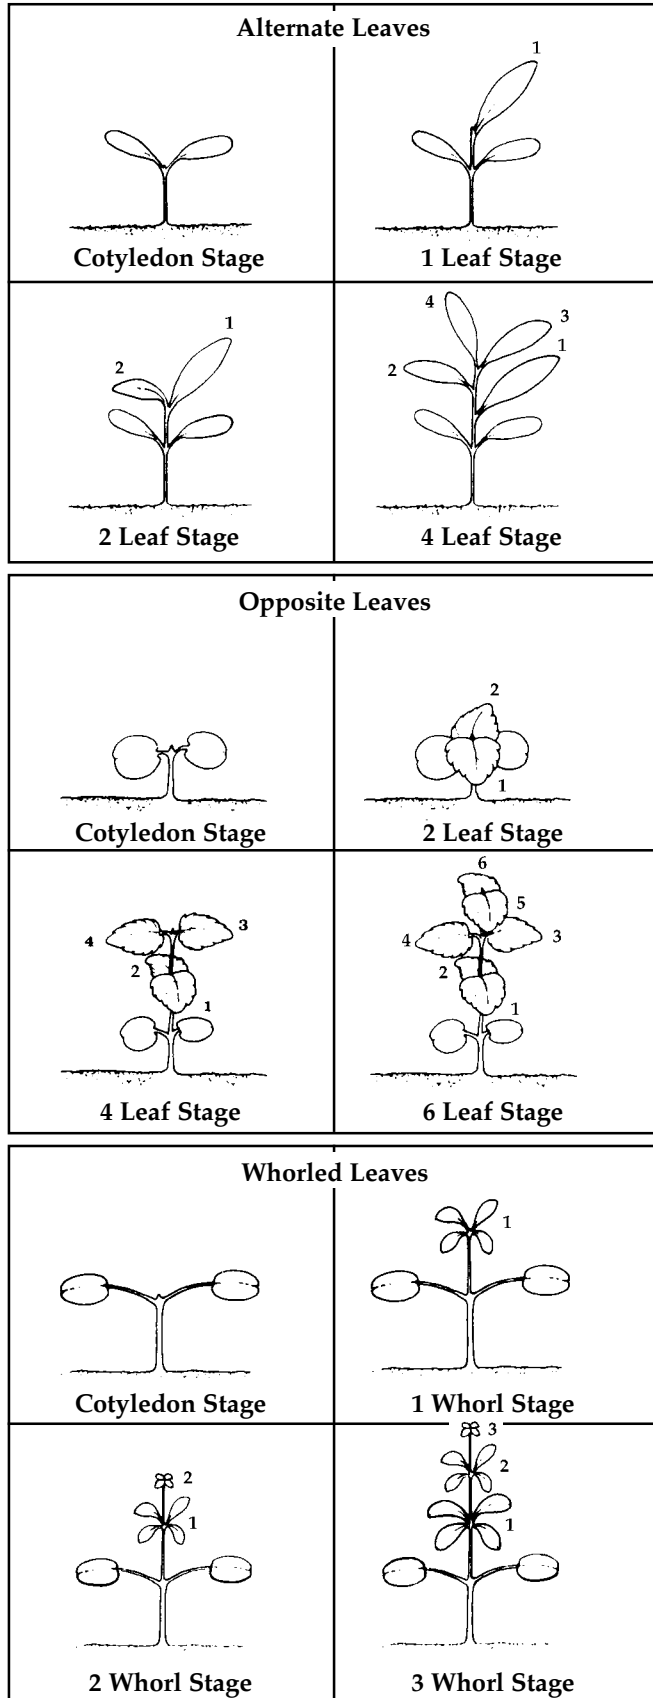 Alternate Leaves
1
Cotyledon Stage
1 Leaf Stage
1
2
2 Leaf Stage
4
3
1
2
4 Leaf Stage
Opposite Leaves
Cotyledon Stage
2
1
2 Leaf Stage
3
4
2
1
4 Leaf Stage
6
5
4
3
2
1
6 Leaf Stage
Whorled Leaves
Cotyledon Stage
1
1 Whorl Stage
2
1
2 Whorl Stage
3
2
1
3 Whorl Stage